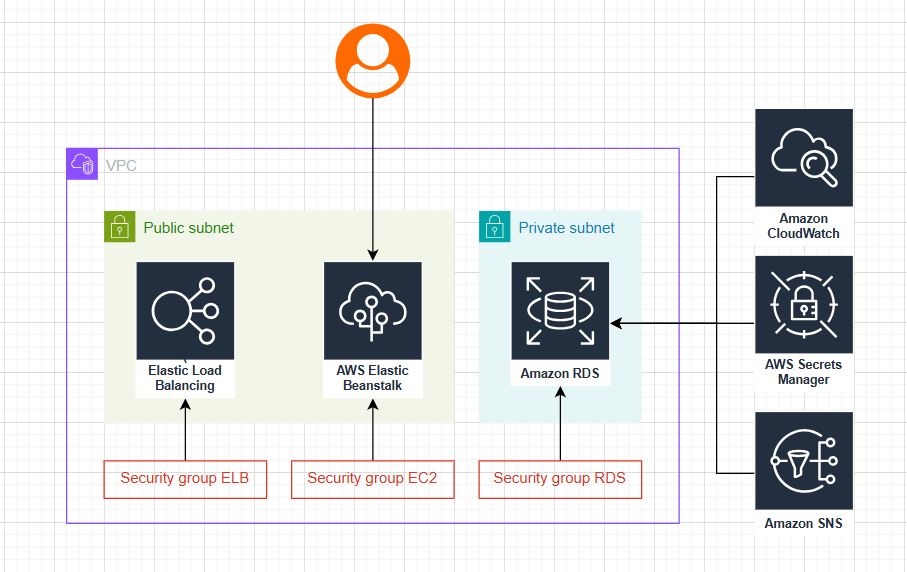 VPC
Public subnet
Private subnet
Elastic Load
Balancing
AWS Elastic
Beanstalk
Amazon RDS
Security group ELB
Security group EC2
Security group RDS
Amazon
CloudWatch
AWS Secrets
Manager
Amazon SNS